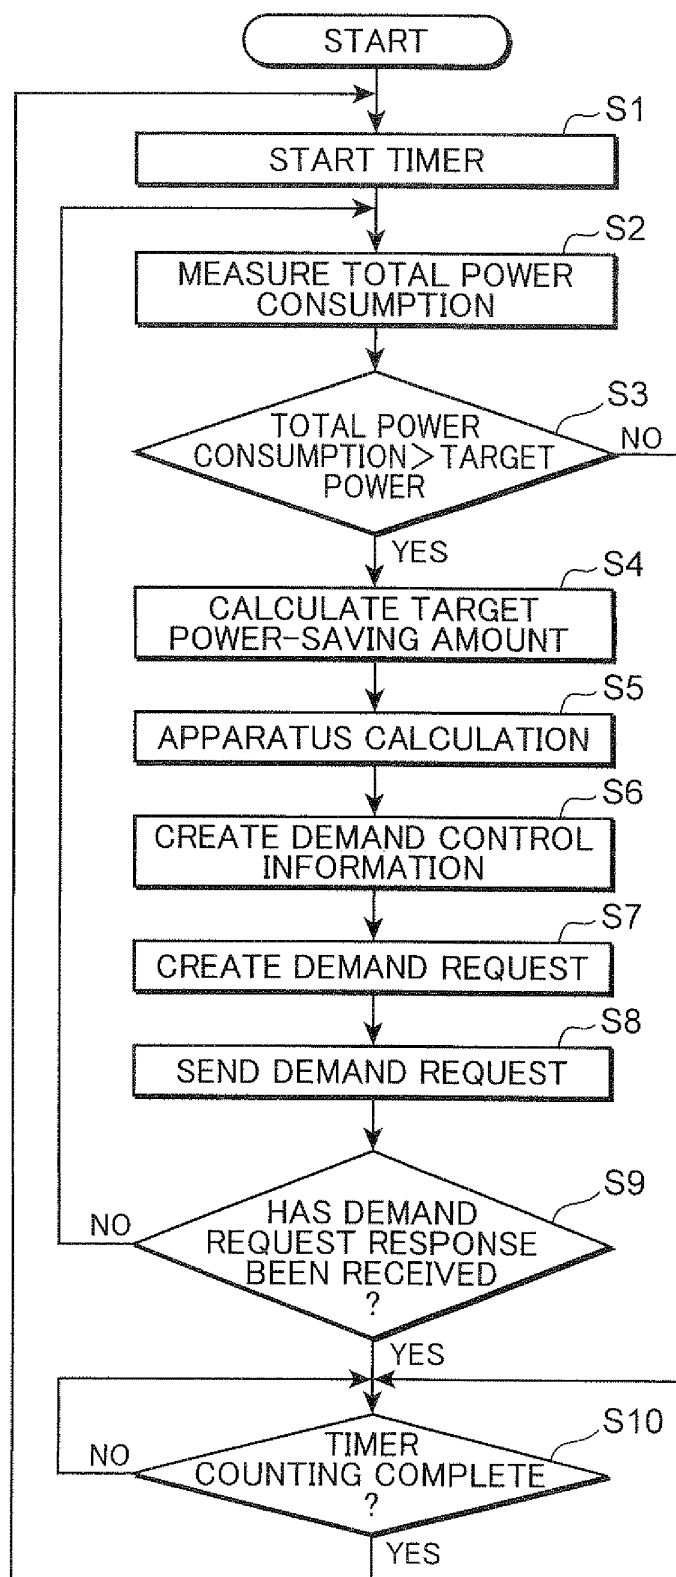 START
S1
START TIMER
S2
MEASURE TOTAL POWER
CONSUMPTION
S3
TOTAL POWER
CONSUMPTION>TARGET
POWER
NO
YES
S4
CALCULATE TARGET
POWER-SAVING AMOUNT
S5
APPARATUS CALCULATION
S6
CREATE DEMAND CONTROL
INFORMATION
S7
CREATE DEMAND REQUEST
S8
SEND DEMAND REQUEST
S9
NO
HAS DEMAND
REQUEST RESPONSE
BEEN RECEIVED
?
YES
S10
NO
TIMER
COUNTING COMPLETE
?
YES